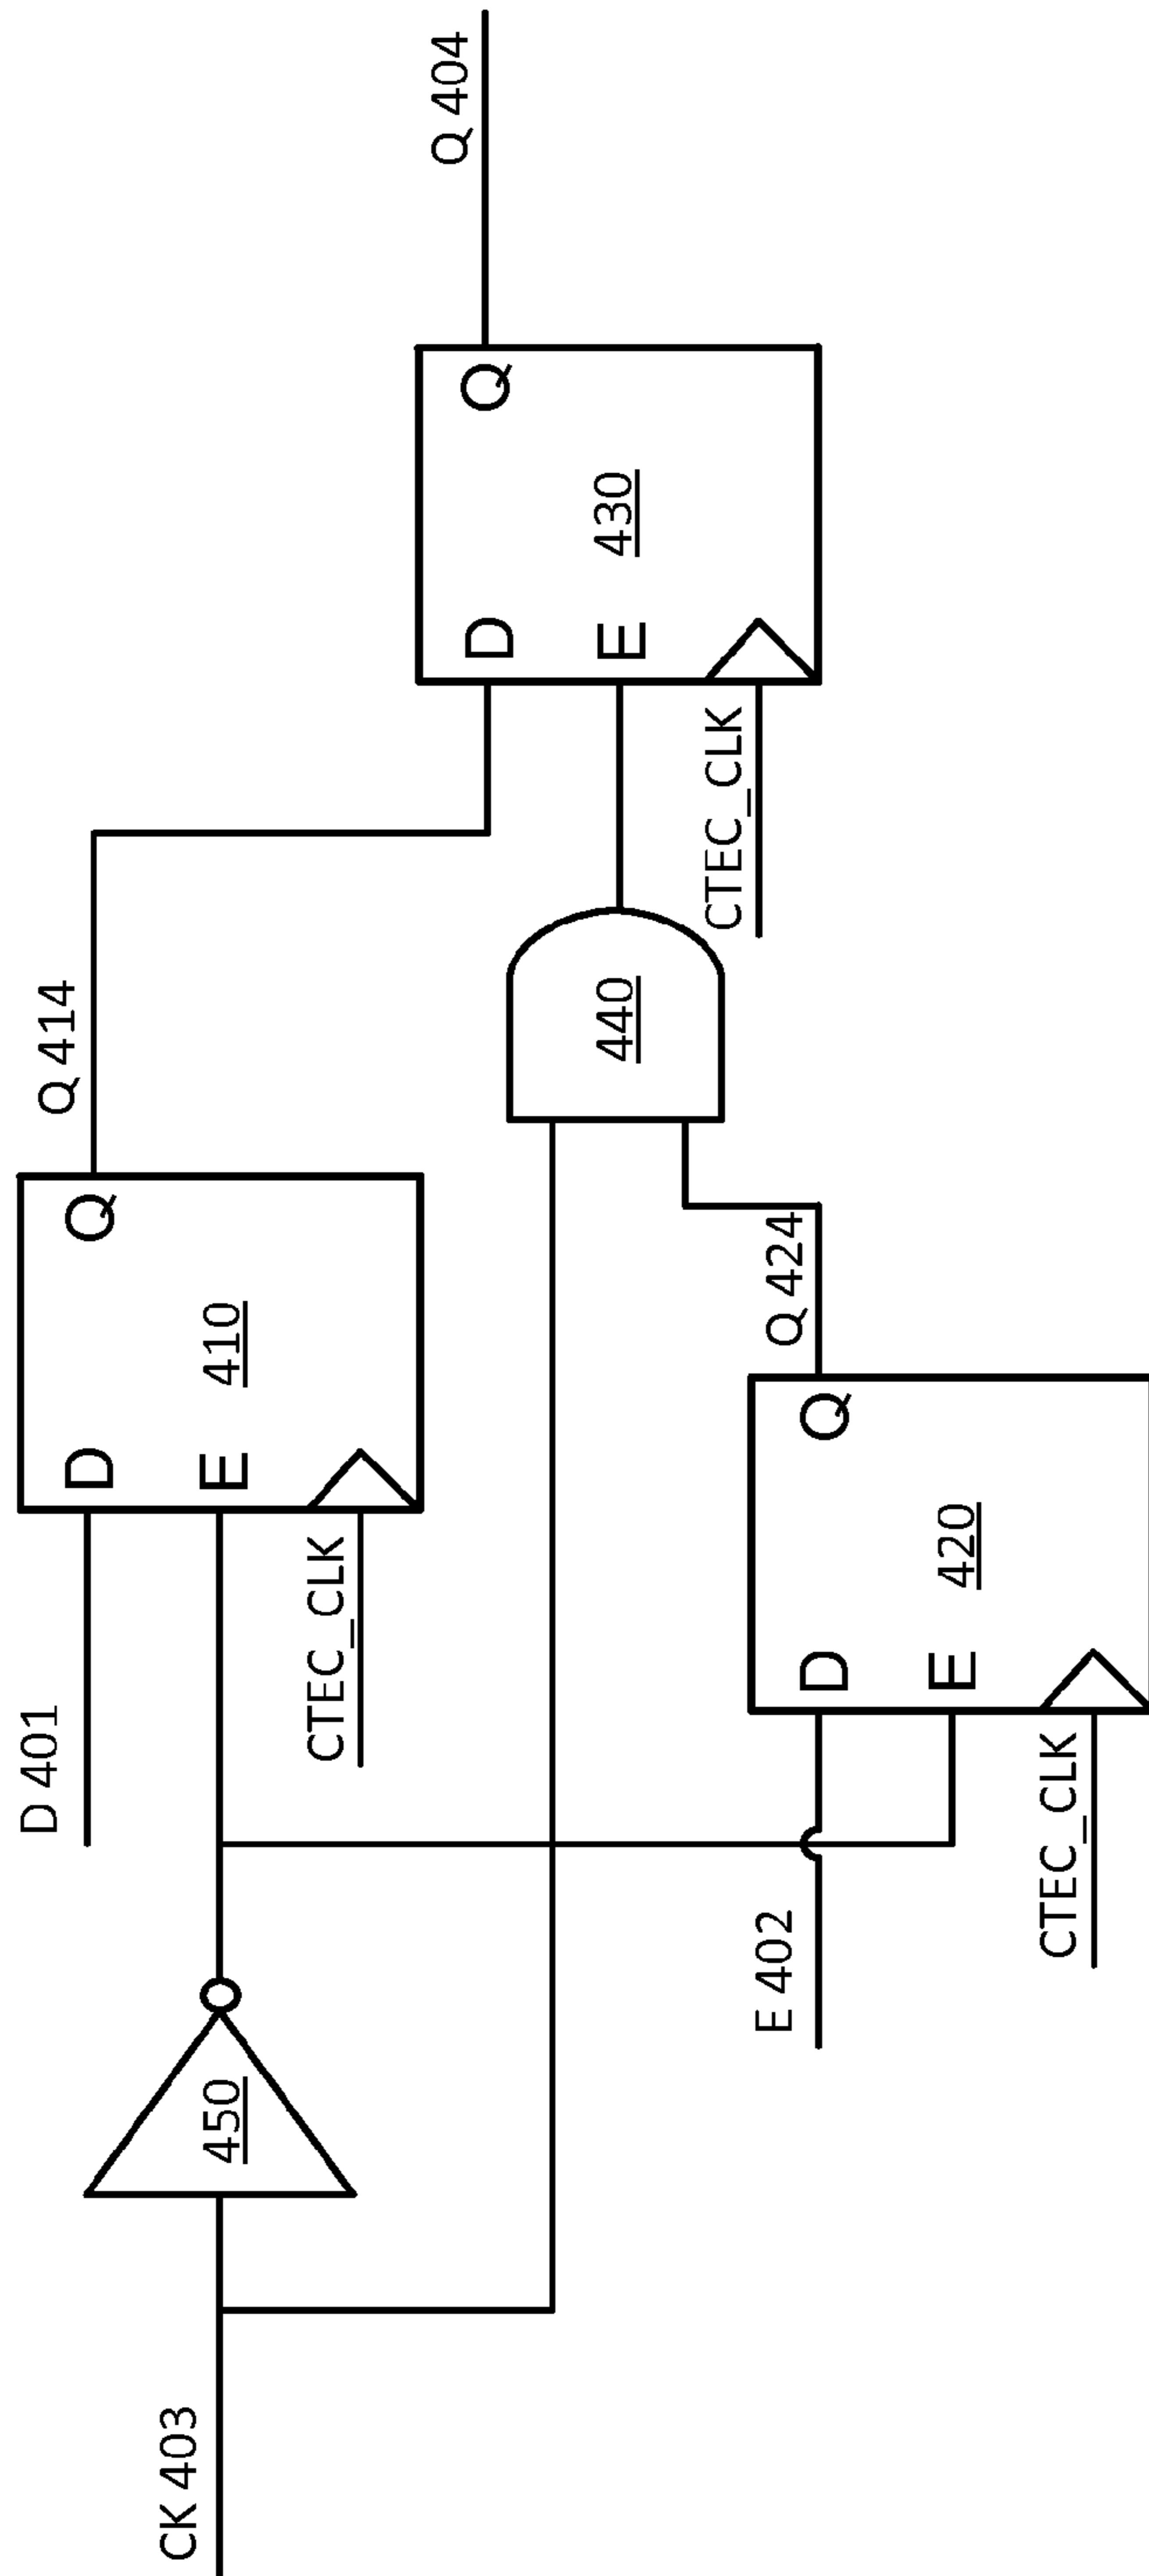 CK 403
450
D 401
D
E
410
Q
CTEC_CLK
Q 414
E 402
D
E
420
Q
CTEC_CLK
Q 424
440
D
E
430
Q
CTEC_CLK
Q 404